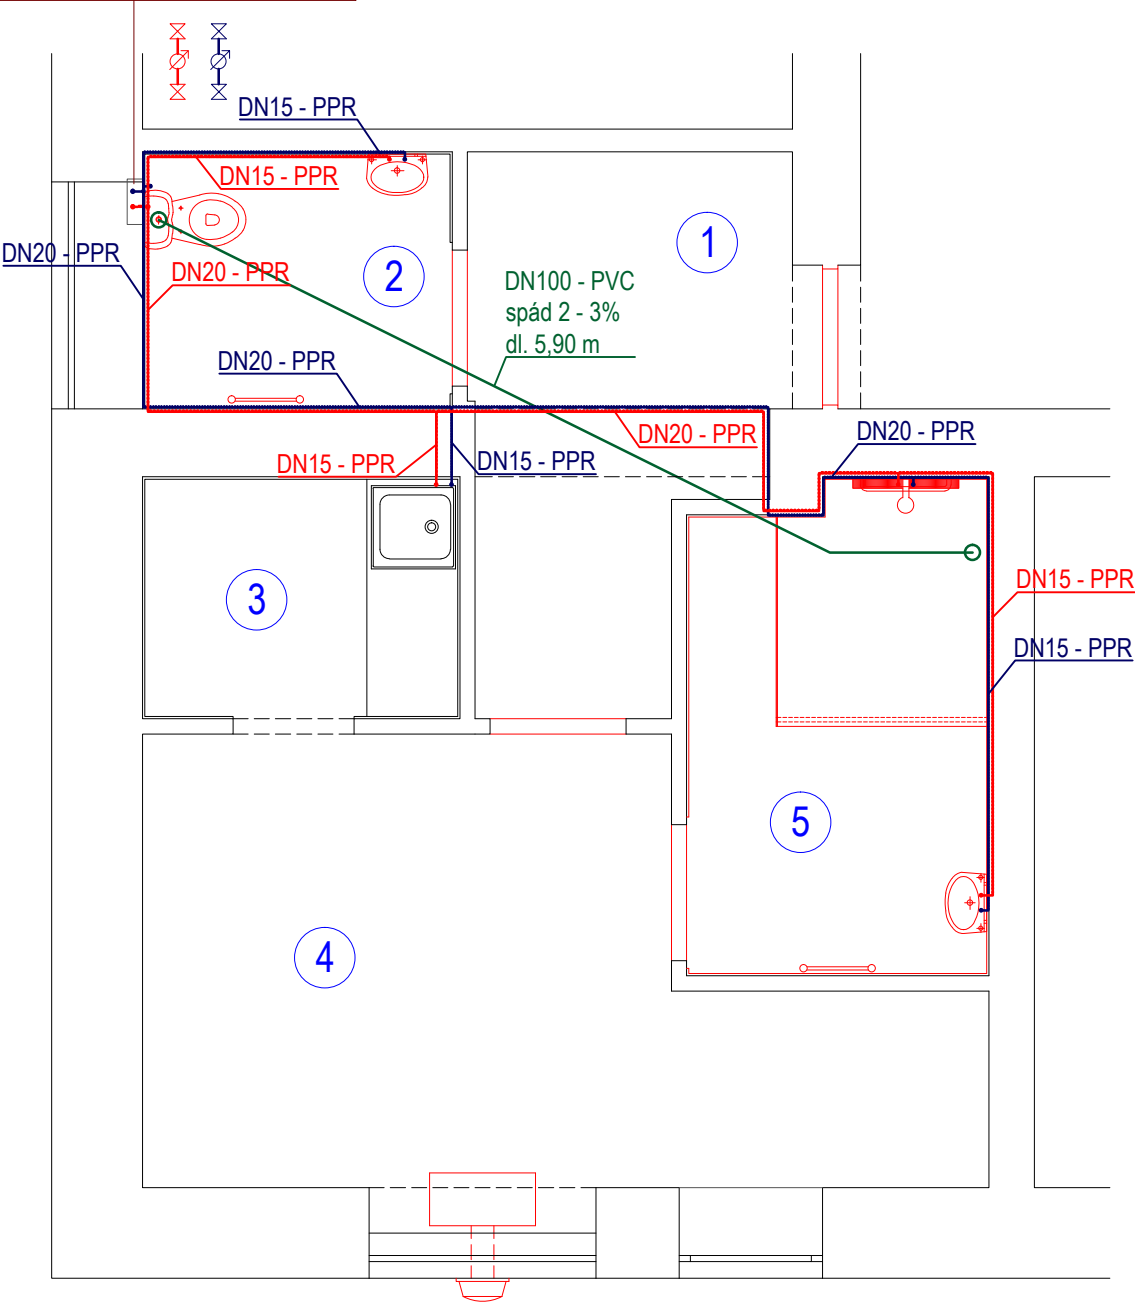 DN15 - PPR
DN15 - PPR
DN20 - PPR
DN20 - PPR
2
1
DN100 - PVC
spád 2 - 3%
dl. 5,90 m
DN20 - PPR
DN20 - PPR
DN20 - PPR
DN15 - PPR
DN15 - PPR
3
DN15 - PPR
DN15 - PPR
5
4